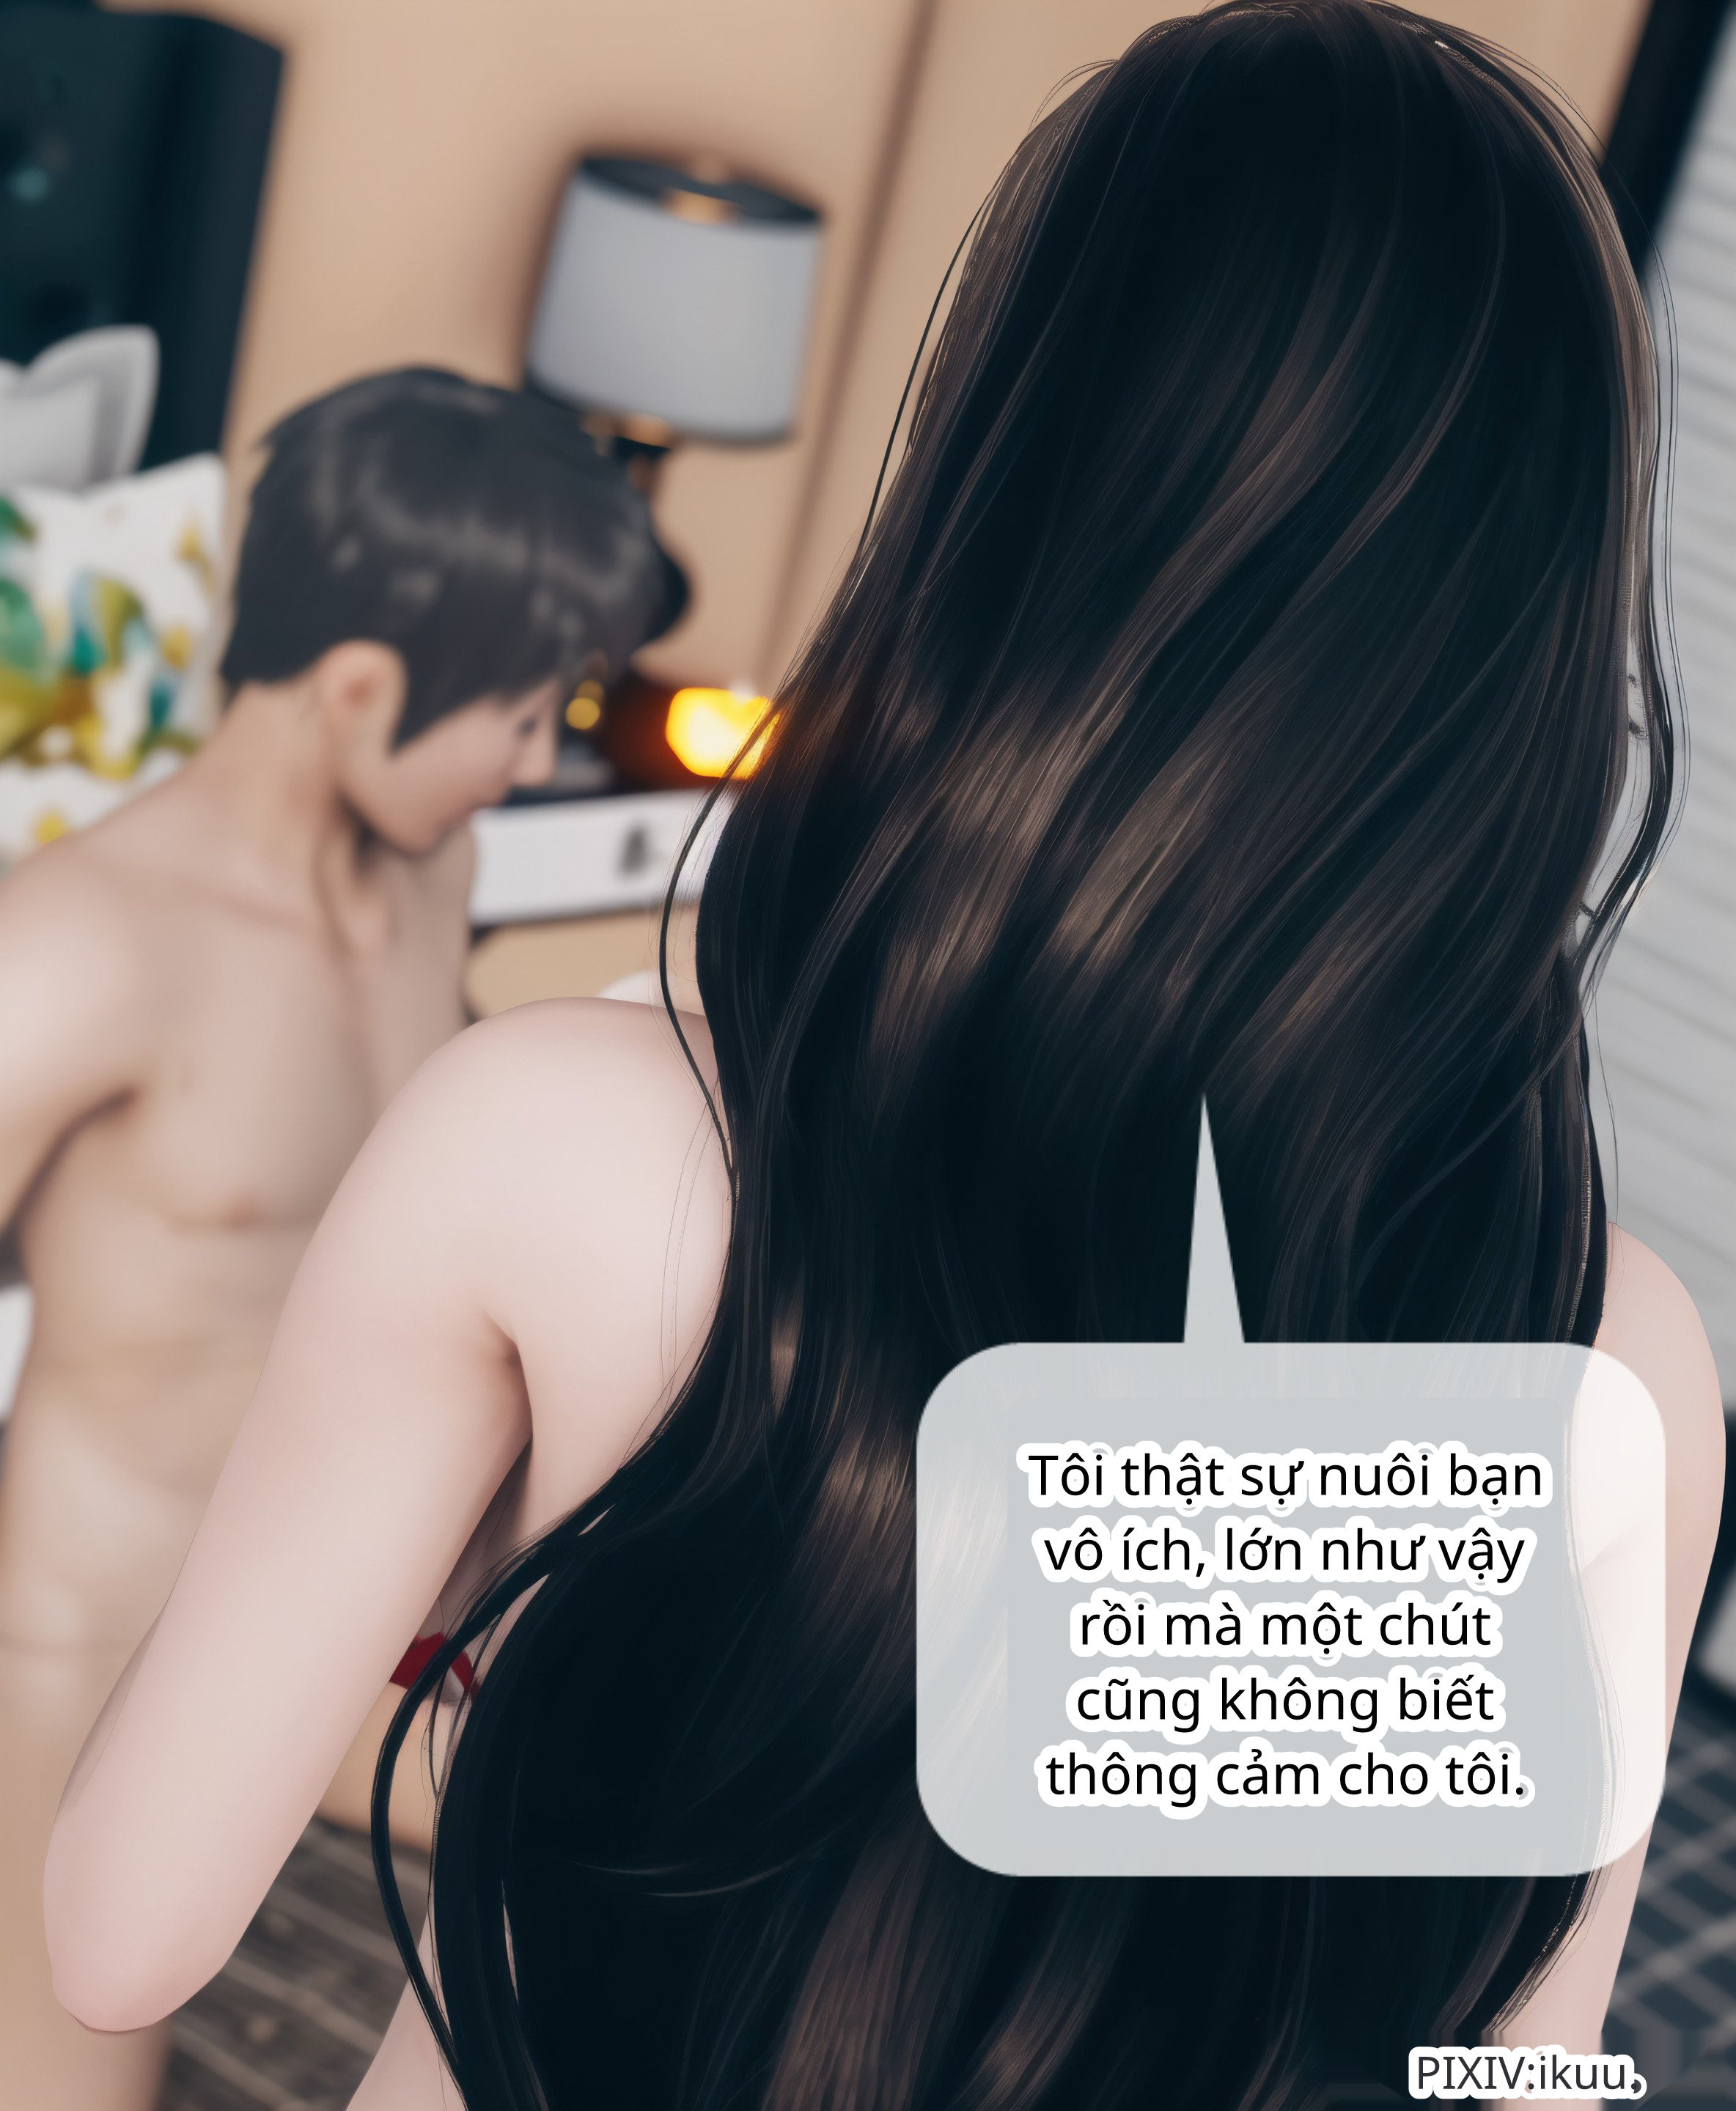 Tôi thật sự nuôi bạn
vô ích, lớn như vậy
rồi mà một chút
cũng không biết
thông cảm cho tôi.
PIXIV:ikuu,